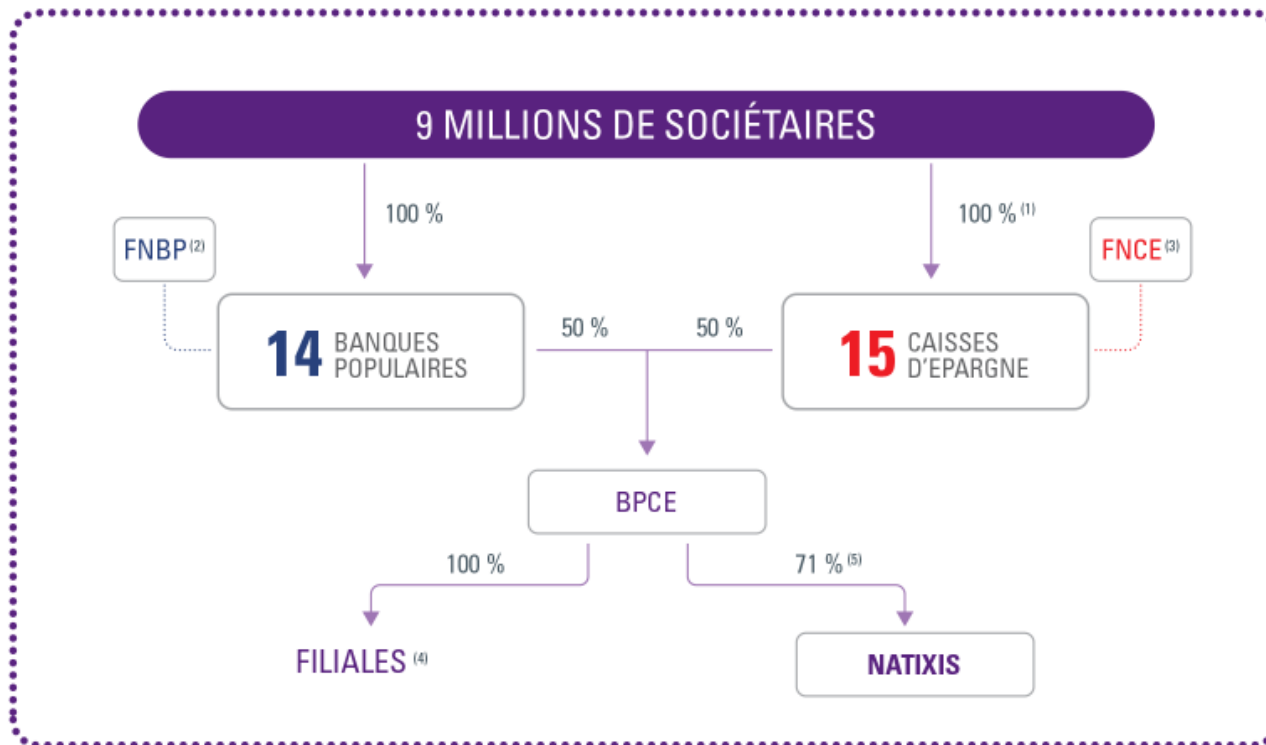 9 MILLIONS DE SOCIÉTAIRES
100 %
100 % (1)
FNBP (2)
FNCE (3)
14 BANQUES
POPULAIRES
50 %
50 %
15 CAISSES
D'EPARGNE
BPCE
100 %
71 % (5)
FILIALES (4)
NATIXIS